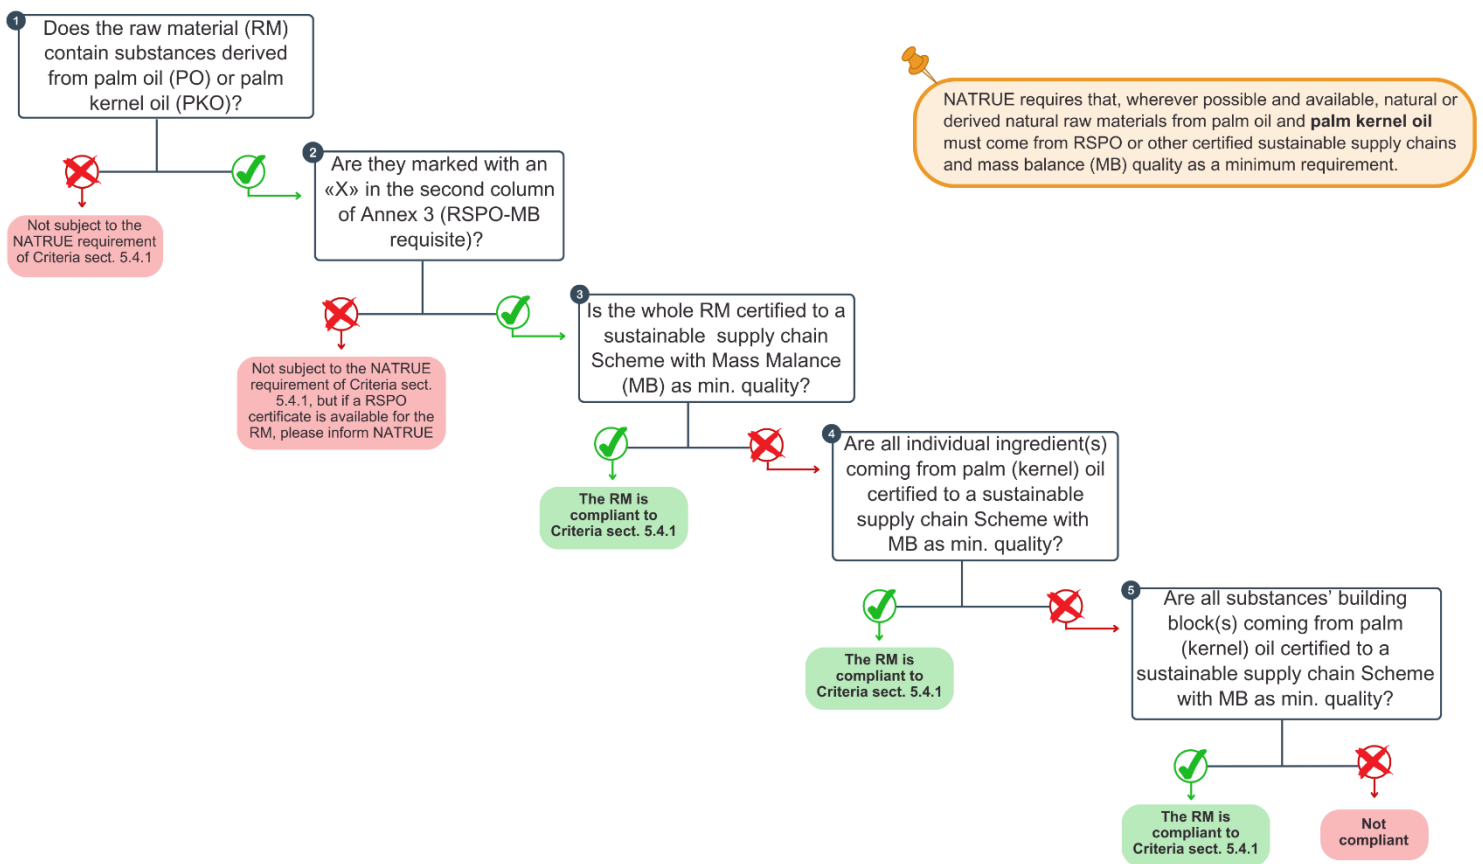 1
Does the raw material (RM)
contain substances derived
from palm oil (PO) or palm
kernel oil (PKO)?
NATRUE requires that, wherever possible and available, natural or
derived natural raw materials from palm oil and palm kernel oil
must come from RSPO or other certified sustainable supply chains
and mass balance (MB) quality as a minimum requirement.
Not subject to the
NATRUE requirement
of Criteria sect. 5.4.1
2
Are they marked with an
«X» in the second column
of Annex 3 (RSPO-MB
requisite)?
Not subject to the NATRUE
requirement of Criteria sect.
5.4.1, but if a RSPO
certificate is available for the
RM, please inform NATRUE
3
Is the whole RM certified to a
sustainable supply chain
Scheme with Mass Malance
(MB) as min. quality?
The RM is
compliant to
Criteria sect. 5.4.1
4
Are all individual ingredient(s)
coming from palm (kernel) oil
certified to a sustainable
supply chain Scheme with
MB as min. quality?
The RM is
compliant to
Criteria sect. 5.4.1
5
Are all substances’ building
block(s) coming from palm
(kernel) oil certified to a
sustainable supply chain Scheme
with MB as min. quality?
The RM is
compliant to
Criteria sect. 5.4.1
Not
compliant